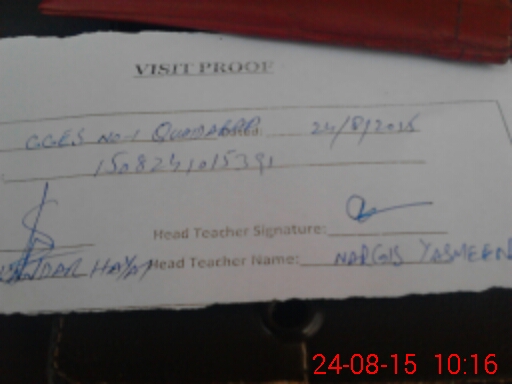 VISIT PROOF
GGES No. 1 24/8/2015
150824101539
Head Teacher Signature:
HAYAT Head Teacher Name: NARGIS YASMEEN
24-08-15 10:16